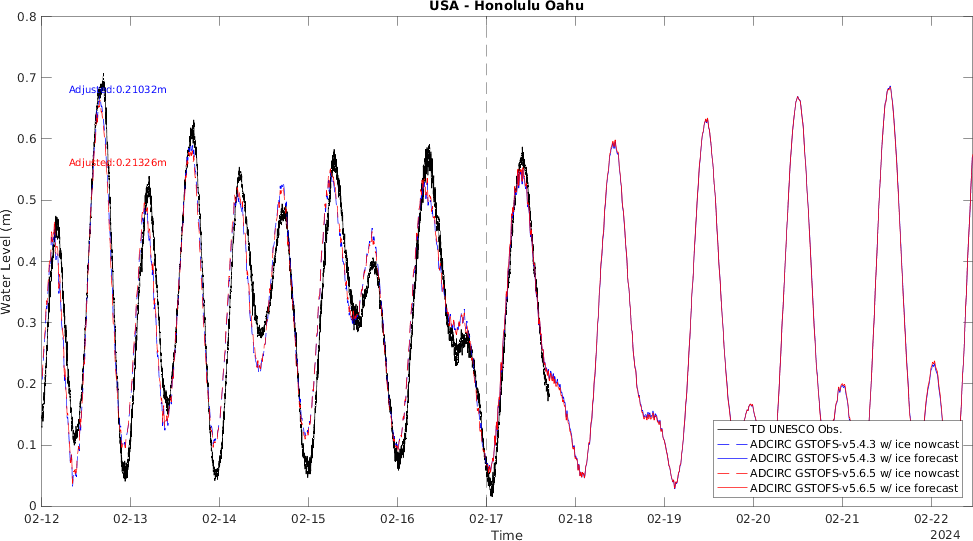 USA - Honolulu Oahu
0.8
0.7
0.6
0.5
0.4
0.3
0.2
0.1
0
Water Level (m)
Adjusted:0.21032m
Adjusted:0.21326m
TD UNESCO Obs.
ADCIRC GSTOFS-v5.4.3 w/ ice nowcast
ADCIRC GSTOFS-v5.4.3 w/ ice forecast
ADCIRC GSTOFS-v5.6.5 w/ ice nowcast
ADCIRC GSTOFS-v5.6.5 w/ ice forecast
02-12 02-13 02-14 02-15 02-16 02-17 02-18 02-19 02-20 02-21 02-22
Time
2024